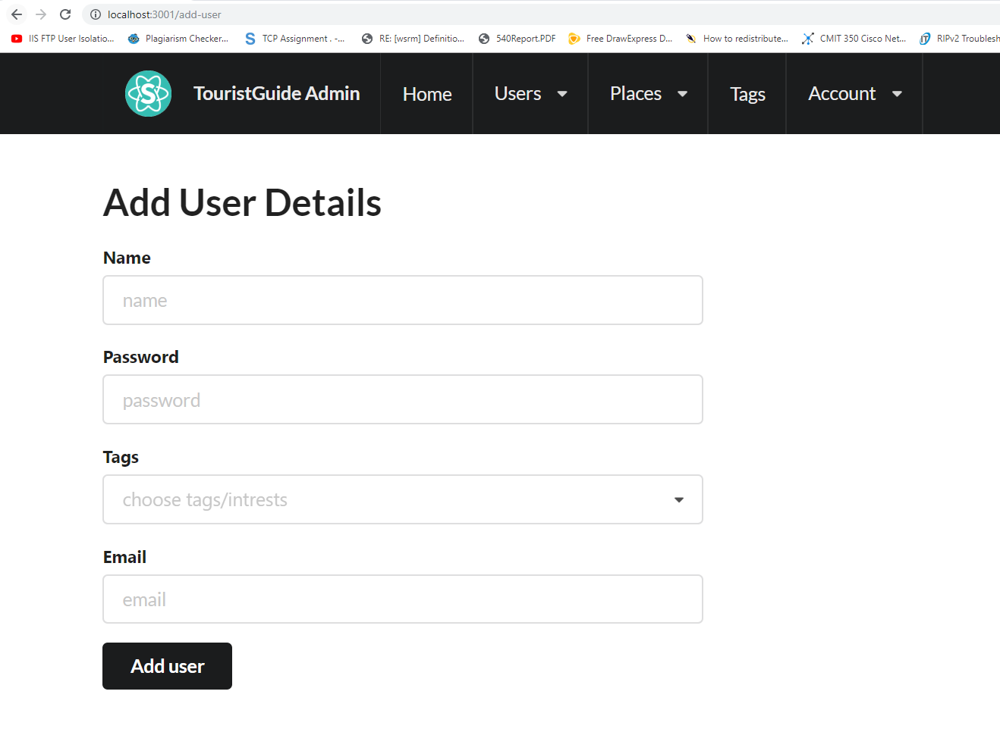 localhost:3001/add-user
IIS FTP User Isolatio... Plagiarism Checker... S TCP Assignment . -... RE: [wsrm] Definitio... 540Report.PDF Free DrawExpress D... How to redistribute... CMIT 350 Cisco Net... IT RIPv2 Troublesh
S TouristGuide Admin Home Users Places Tags Account
Add User Details
Name
name
Password
password
Tags
choose tags/intrests
Email
email
Add user